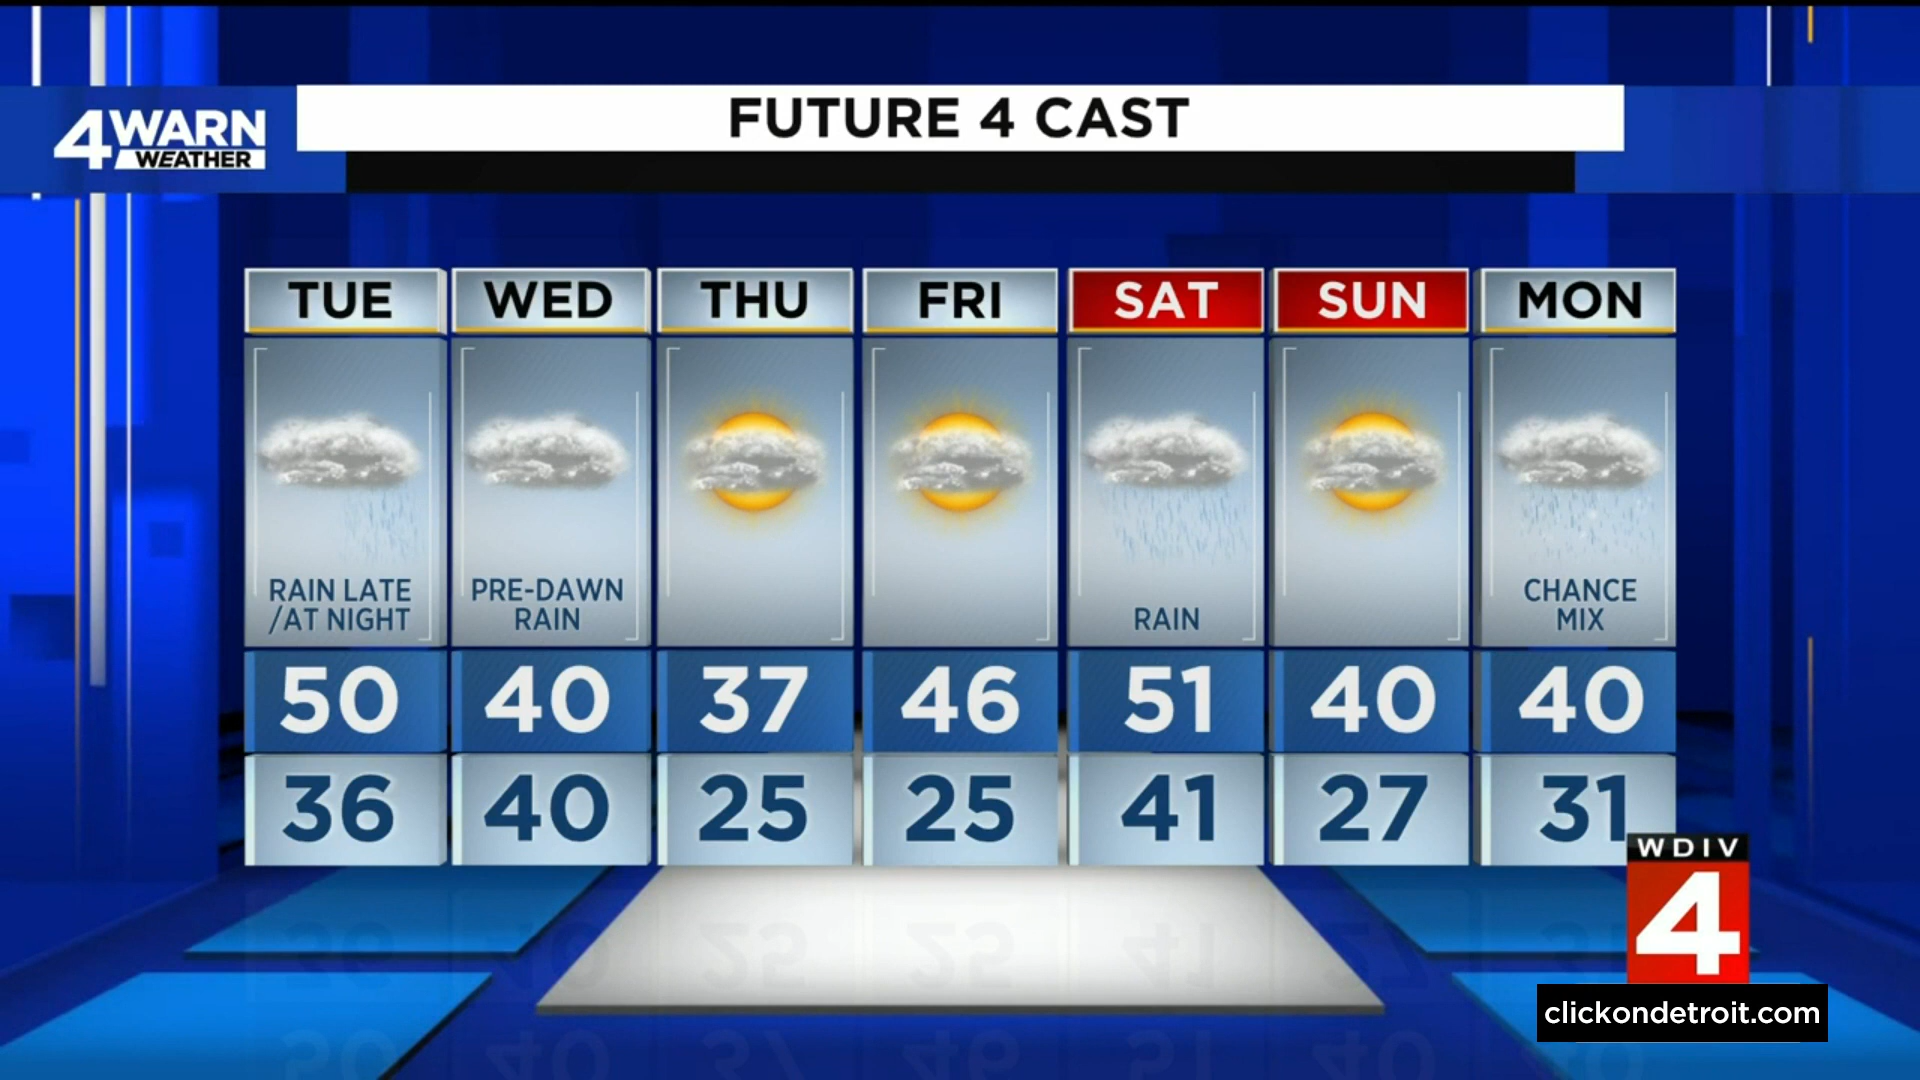 FUTURE 4 CAST
4WARN
WEATHER
TUE WED THU FRI SAT SUN MON
RAIN LATE
/AT NIGHT
PRE-DAWN
RAIN
RAIN
CHANCE
MIX
50 40 37 46 51 40 40
36 40 25 25 41 27 31
WDIV
4
clickondetroit.com